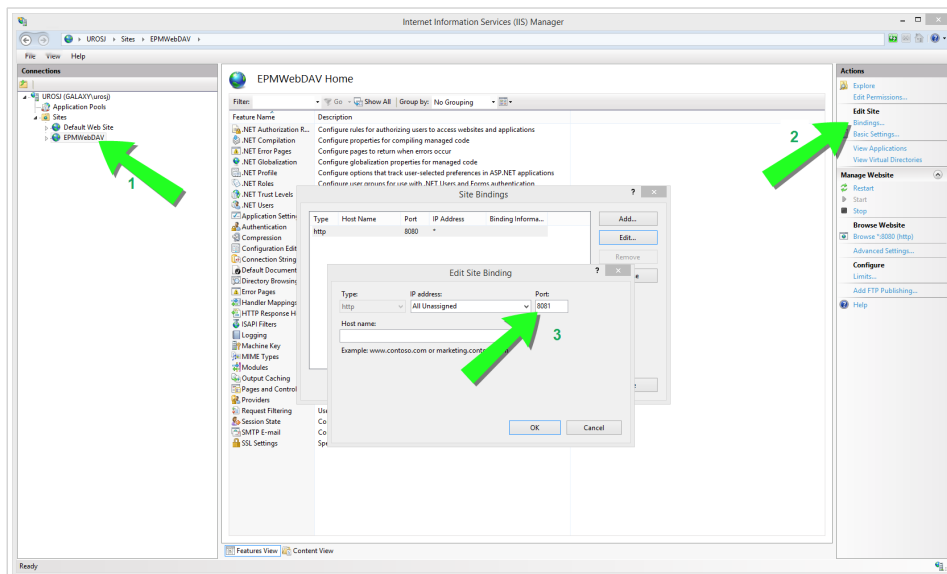 Internet Information Services (IIS) Manager
UROSJ Sites EPMWebDAV
File View Help
Connections
UROSJ (GALAXY\urosj)
Application Pools
Sites
Default Web Site
EPMWebDAV
1
EPMWebDAV Home
Filter: Go Show All Group by: No Grouping
Feature Name Description
.NET Authorization R... Configure rules for authorizing users to access websites and applications
.NET Compilation Configure properties for compiling managed code
.NET Error Pages Configure pages to return when errors occur
.NET Globalization Configure globalization properties for managed code
.NET Profile Configure options that track user-selected preferences in ASP.NET applications
.NET Roles Configure user groups for use with .NET Users and Forms authentication
.NET Trust Levels
.NET Users
Application Settin
Authentication
Compression
Configuration Edit
Connection String
Default Document
Directory Browsing
Error Pages
Handler Mappings
HTTP Response H
ISAPI Filters
Logging
Machine Key
MIME Types
Modules
Output Caching
Pages and Control
Providers
Request Filtering Use
Session State Co
SMTP E-mail Co
SSL Settings Spe
Site Bindings ?
Type Host Name Port IP Address Binding Informa...
http 8080 *
Add...
Edit...
Remove
Edit Site Binding ?
Type: IP address: Port:
http All Unassigned 8081
Host name:
3
Example: www.contoso.com or marketing.conto
OK Cancel
Features View Content View
Ready
Actions
Explore
Edit Permissions...
Edit Site
Bindings...
2
Basic Settings...
View Applications
View Virtual Directories
Manage Website
Restart
Start
Stop
Browse Website
Browse *:8080 (http)
Advanced Settings...
Configure
Limits...
Add FTP Publishing...
Help